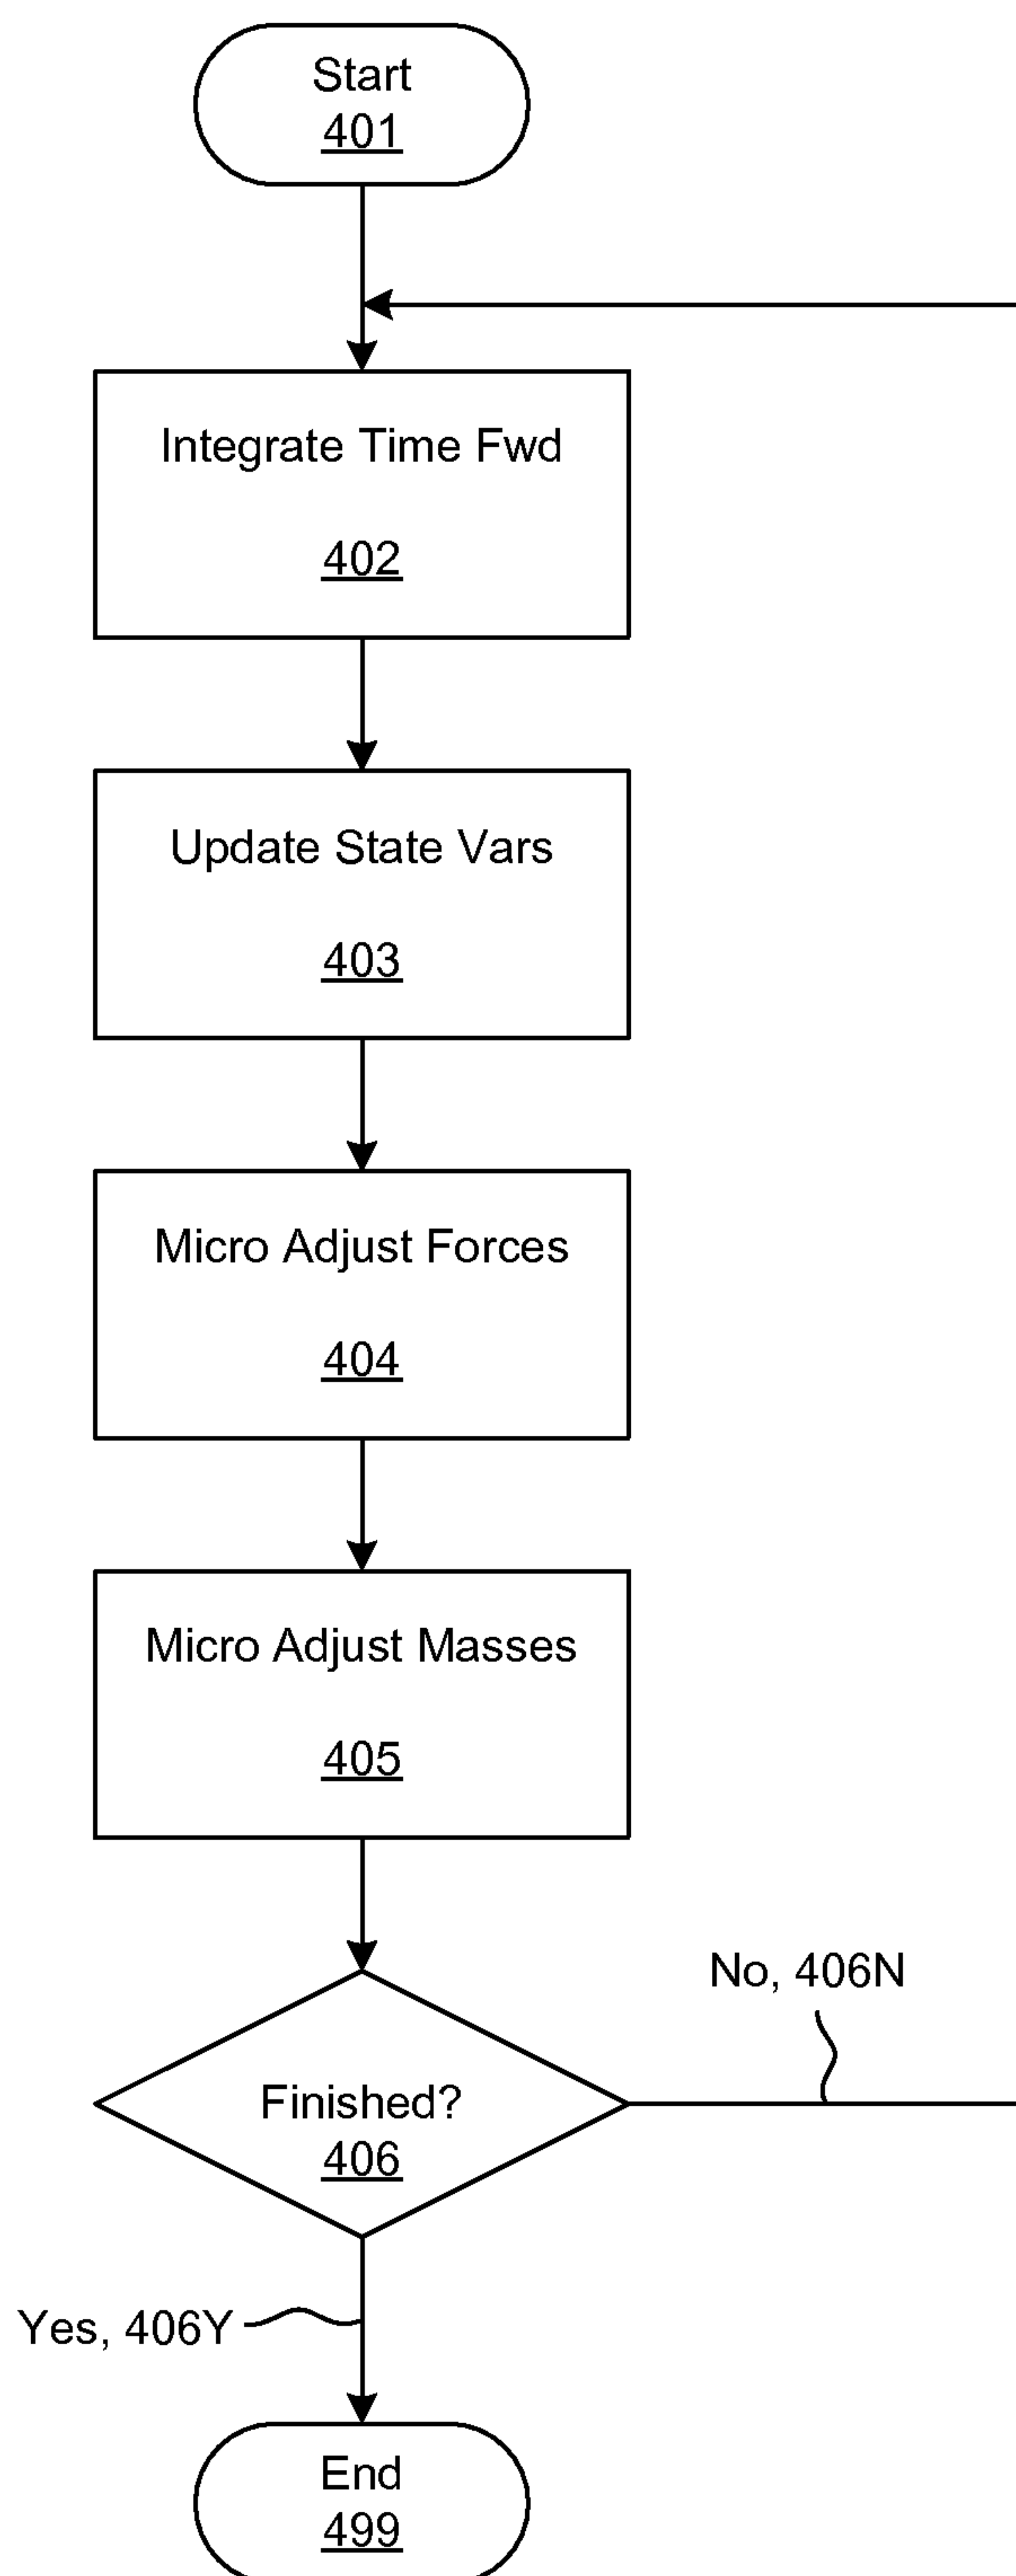 Start
401
Integrate Time Fwd
402
Update State Vars
403
Micro Adjust Forces
404
Micro Adjust Masses
405
No, 406N
Finished?
406
Yes, 406Y
End
499